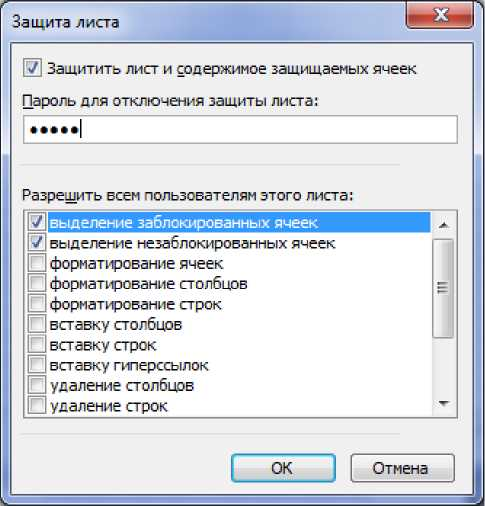 Защита листа
Защитить лист и содержимое защищаемых ячеек
Пароль для отключения защиты листа:
●●●●●
Разрешить всем пользователям этого листа:
выделение заблокированных ячеек
выделение незаблокированных ячеек
форматирование ячеек
форматирование столбцов
форматирование строк
вставку столбцов
вставку строк
вставку гиперссылок
удаление столбцов
удаление строк
ОК
Отмена